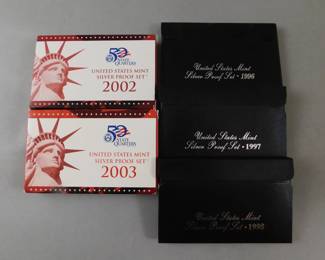 50
STATE
QUARTERS
UNITED STATES MINT
SILVER PROOF SET
2002
50
STATE
QUARTERS
UNITED STATES MINT
SILVER PROOF SET
2003
United States Mint
Silver Proof Set · 1996
United States Mint
Silver Proof Set · 1997
United States Mint
Silver Proof Set · 1998